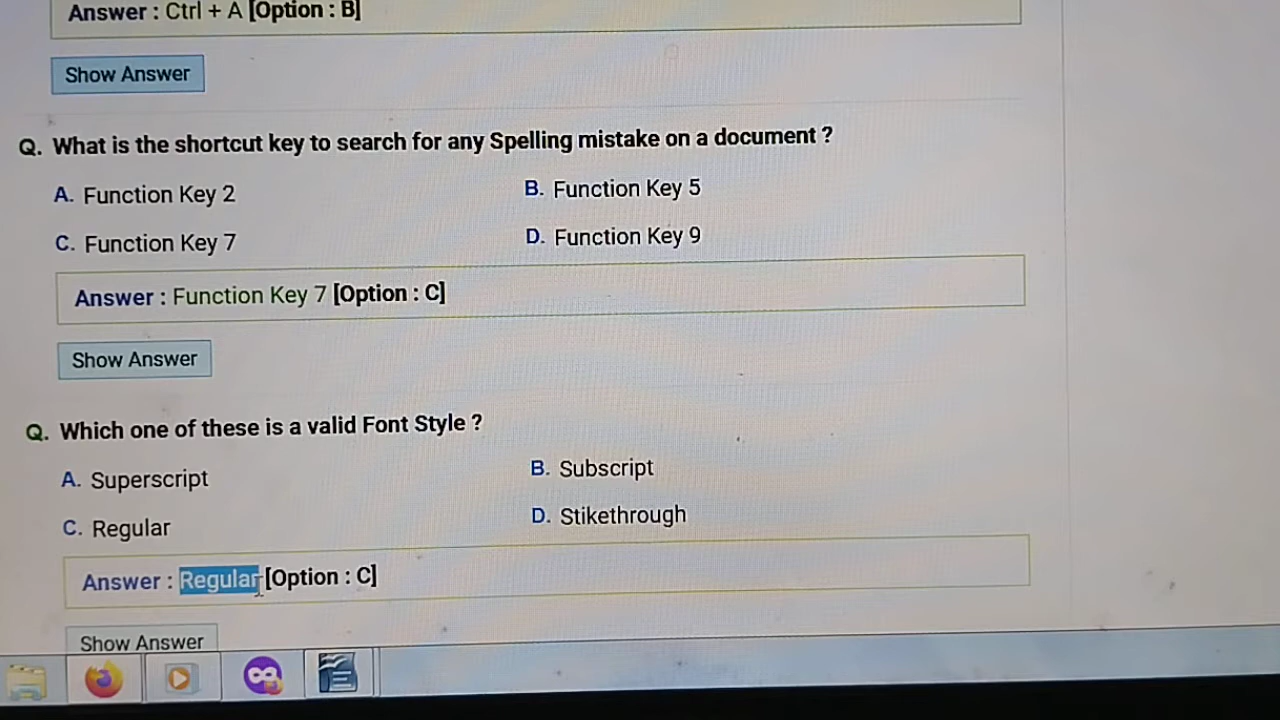 Answer : Ctrl + A [Option : B]
Show Answer
Q. What is the shortcut key to search for any Spelling mistake on a document ?
A. Function Key 2
B. Function Key 5
C. Function Key 7
D. Function Key 9
Answer : Function Key 7 [Option : C]
Show Answer
Q. Which one of these is a valid Font Style ?
A. Superscript
B. Subscript
C. Regular
D. Stikethrough
Answer : Regular [Option : C]
Show Answer